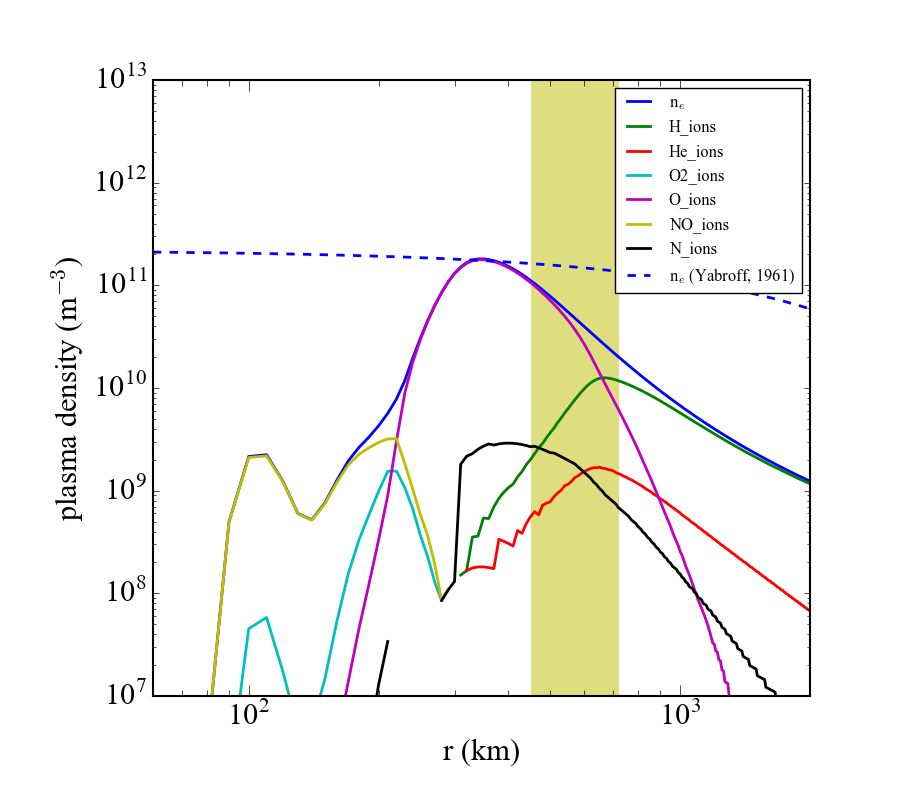 10^13
10^12
10^11
10^10
10^9
10^8
10^7
plasma density (m^−3)
10^2
10^3
r (km)
n_e
H_ions
He_ions
O2_ions
O_ions
NO_ions
N_ions
n_e (Yabroff, 1961)